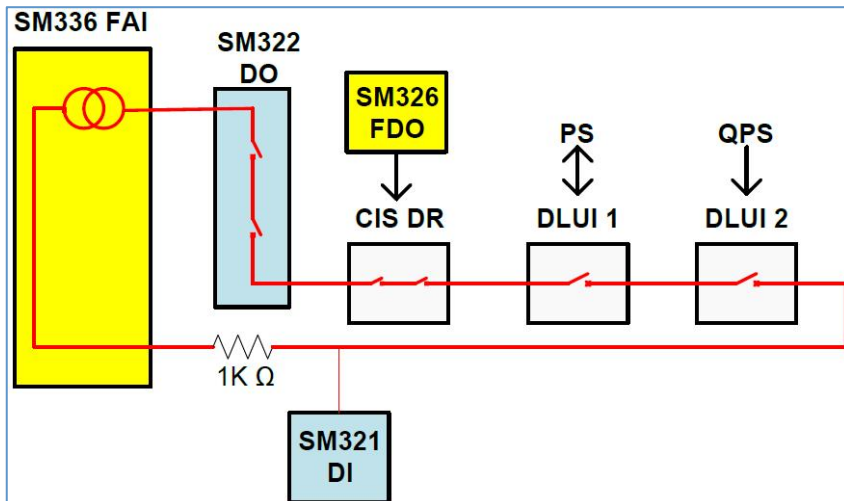 SM336 FAI
SM322
DO
SM326
FDO
PS
QPS
CIS DR
DLUI 1
DLUI 2
1K Ω
SM321
DI